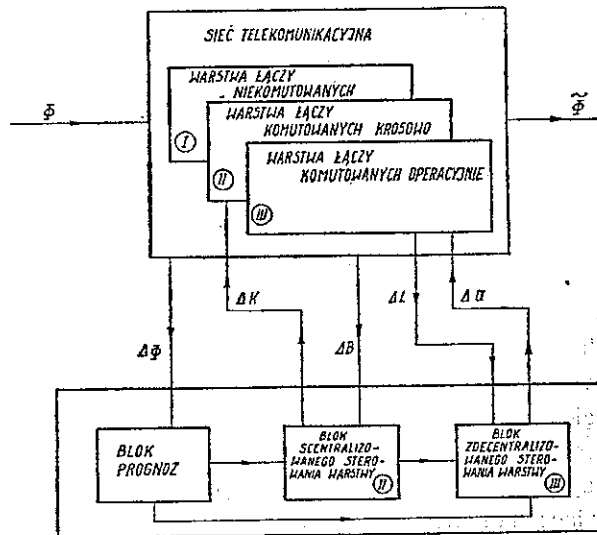 SIEĆ TELEKOMUNIKACYJNA
WARSTWA ŁĄCZY
NIEKOMUTOWANYCH
I
WARSTWA ŁĄCZY
KOMUTOWANYCH KROSOWO
II
WARSTWA ŁĄCZY
KOMUTOWANYCH OPERACYJNIE
III
Φ
Φ̃
ΔΦ
ΔK
ΔB
ΔL
Δα
BLOK
PROGNOZ
BLOK
SCENTRALIZO-
WANEGO STERO-
WANIA WARSTWY
II
BLOK
ZDECENTRALIZO-
WANEGO STERO-
WANIA WARSTWY
III